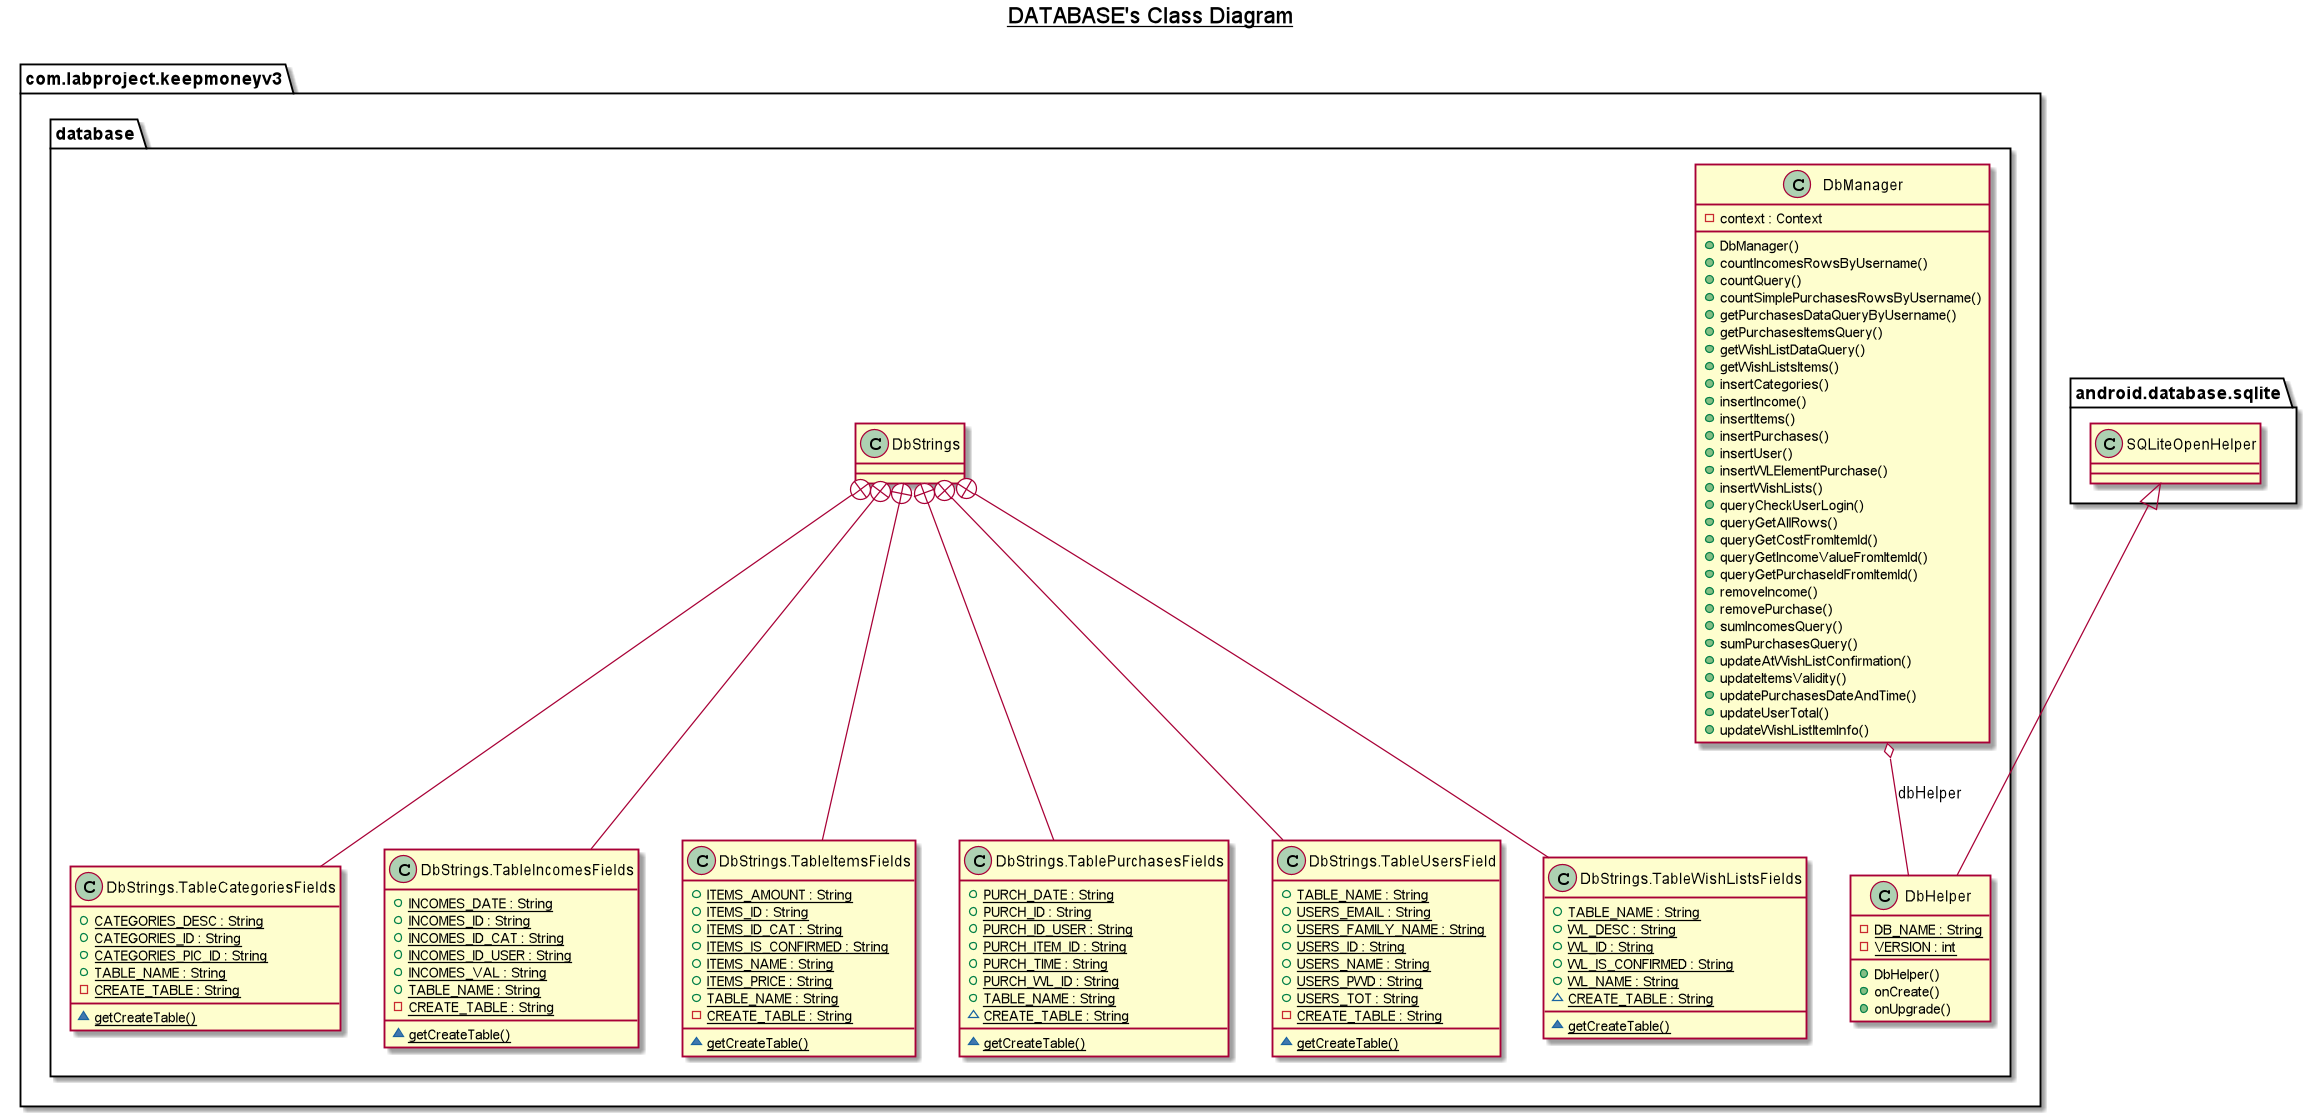 DATABASE's Class Diagram
com.labproject.keepmoneyv3
database
C DbManager
context : Context
DbManager()
countIncomesRowsByUsername()
countQuery()
countSimplePurchasesRowsByUsername()
getPurchasesDataQueryByUsername()
getPurchasesItemsQuery()
getWishListDataQuery()
getWishListsItems()
insertCategories()
insertIncome()
insertItems()
insertPurchases()
insertUser()
insertWLElementPurchase()
insertWishLists()
queryCheckUserLogin()
queryGetAllRows()
queryGetCostFromItemId()
queryGetIncomeValueFromItemId()
queryGetPurchaseIdFromItemId()
removeIncome()
removePurchase()
sumIncomesQuery()
sumPurchasesQuery()
updateAtWishListConfirmation()
updateItemsValidity()
updatePurchasesDateAndTime()
updateUserTotal()
updateWishListItemInfo()
android.database.sqlite
C SQLiteOpenHelper
C DbStrings
dbHelper
C DbStrings.TableCategoriesFields
CATEGORIES_DESC : String
CATEGORIES_ID : String
CATEGORIES_PIC_ID : String
TABLE_NAME : String
CREATE_TABLE : String
getCreateTable()
C DbStrings.TableIncomesFields
INCOMES_DATE : String
INCOMES_ID : String
INCOMES_ID_CAT : String
INCOMES_ID_USER : String
INCOMES_VAL : String
TABLE_NAME : String
CREATE_TABLE : String
getCreateTable()
C DbStrings.TableItemsFields
ITEMS_AMOUNT : String
ITEMS_ID : String
ITEMS_ID_CAT : String
ITEMS_IS_CONFIRMED : String
ITEMS_NAME : String
ITEMS_PRICE : String
TABLE_NAME : String
CREATE_TABLE : String
getCreateTable()
C DbStrings.TablePurchasesFields
PURCH_DATE : String
PURCH_ID : String
PURCH_ID_USER : String
PURCH_ITEM_ID : String
PURCH_TIME : String
PURCH_WL_ID : String
TABLE_NAME : String
CREATE_TABLE : String
getCreateTable()
C DbStrings.TableUsersField
TABLE_NAME : String
USERS_EMAIL : String
USERS_FAMILY_NAME : String
USERS_ID : String
USERS_NAME : String
USERS_PWD : String
USERS_TOT : String
CREATE_TABLE : String
getCreateTable()
C DbStrings.TableWishListsFields
TABLE_NAME : String
WL_DESC : String
WL_ID : String
WL_IS_CONFIRMED : String
WL_NAME : String
CREATE_TABLE : String
getCreateTable()
C DbHelper
DB_NAME : String
VERSION : int
DbHelper()
onCreate()
onUpgrade()